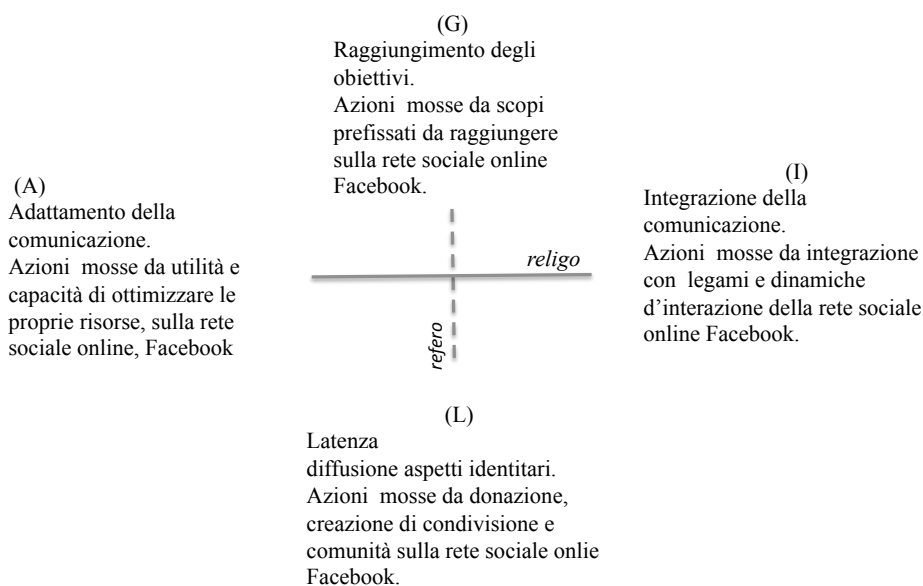 (G)
Raggiungimento degli
obiettivi.
Azioni mosse da scopi
prefissati da raggiungere
sulla rete sociale online
Facebook.
(A)
Adattamento della
comunicazione.
Azioni mosse da utilità e
capacità di ottimizzare le
proprie risorse, sulla rete
sociale online, Facebook
religo
refero
(I)
Integrazione della
comunicazione.
Azioni mosse da integrazione
con legami e dinamiche
d’interazione della rete sociale
online Facebook.
(L)
Latenza
diffusione aspetti identitari.
Azioni mosse da donazione,
creazione di condivisione e
comunità sulla rete sociale onlie
Facebook.